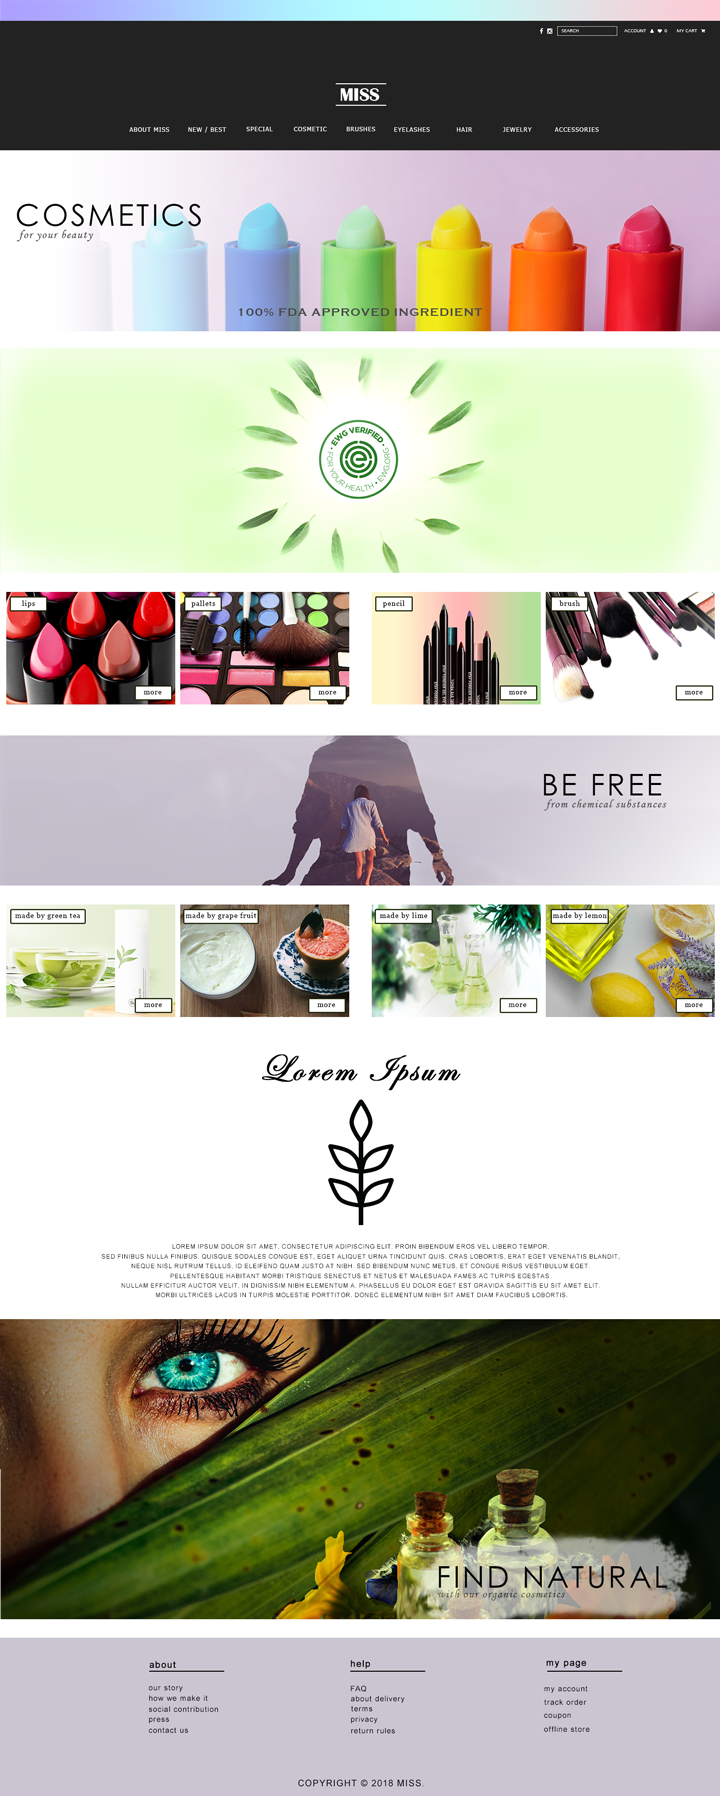 SEARCH
ACCOUNT
0
MY CART
MISS
ABOUT MISS
NEW / BEST
SPECIAL
COSMETIC
BRUSHES
EYELASHES
HAIR
JEWELRY
ACCESSORIES
COSMETICS
for your beauty
100% FDA APPROVED INGREDIENT
• EWG VERIFIED •
FOR YOUR HEALTH • EWG.ORG
lips
more
pallets
more
pencil
more
brush
more
BE FREE
from chemical substances
made by green tea
more
made by grape fruit
more
made by lime
more
made by lemon
more
Lorem Ipsum
LOREM IPSUM DOLOR SIT AMET, CONSECTETUR ADIPISCING ELIT. PROIN BIBENDUM EROS VEL LIBERO TEMPOR,
SED FINIBUS NULLA FINIBUS. QUISQUE SODALES CONGUE EST, EGET ALIQUET URNA TINCIDUNT QUIS. CRAS LOBORTIS, ERAT EGET VENENATIS BLANDIT,
NEQUE NISL RUTRUM TELLUS, ID ELEIFEND QUAM JUSTO AT NIBH. SED BIBENDUM NUNC METUS, ET CONGUE RISUS VESTIBULUM EGET.
PELLENTESQUE HABITANT MORBI TRISTIQUE SENECTUS ET NETUS ET MALESUADA FAMES AC TURPIS EGESTAS.
NULLAM EFFICITUR AUCTOR VELIT, IN DIGNISSIM NIBH ELEMENTUM A. PHASELLUS EU DOLOR EGET EST GRAVIDA SAGITTIS EU SIT AMET ELIT.
MORBI ULTRICES LACUS IN TURPIS MOLESTIE PORTTITOR. DONEC ELEMENTUM NIBH SIT AMET DIAM FAUCIBUS LOBORTIS.
FIND NATURAL
with our organic cosmetics
about
our story
how we make it
social contribution
press
contact us
help
FAQ
about delivery
terms
privacy
return rules
my page
my account
track order
coupon
offline store
COPYRIGHT © 2018 MISS.